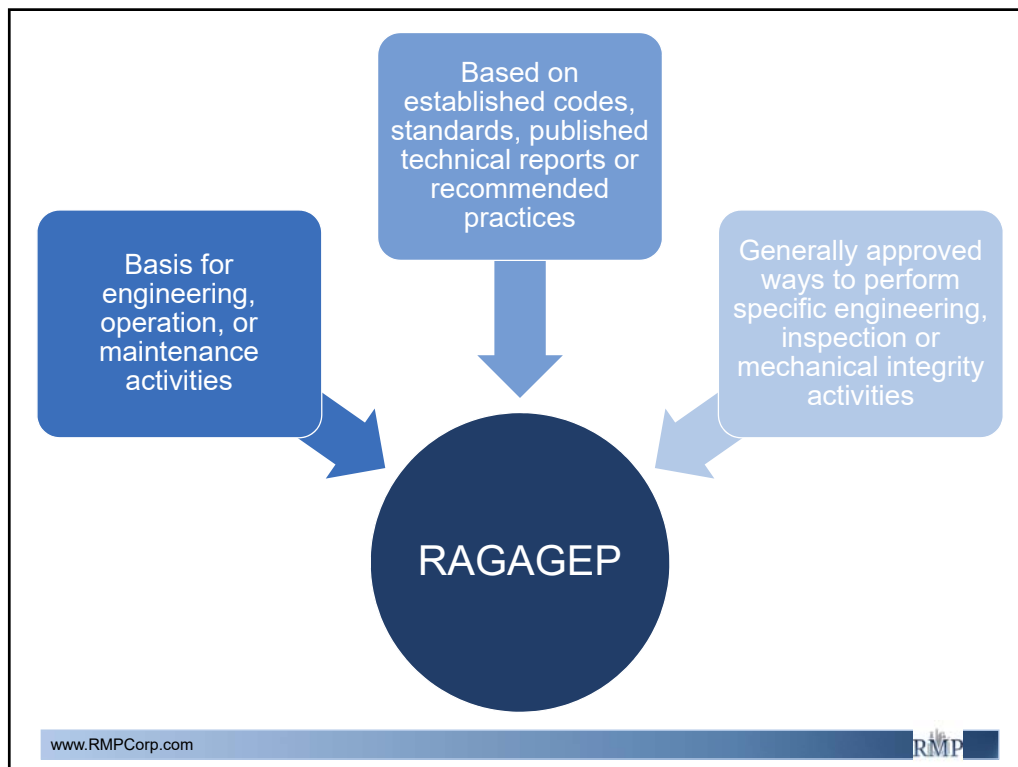 Based on
established codes,
standards, published
technical reports or
recommended
practices
Basis for
engineering,
operation, or
maintenance
activities
Generally approved
ways to perform
specific engineering,
inspection or
mechanical integrity
activities
RAGAGEP
www.RMPCorp.com
RMP